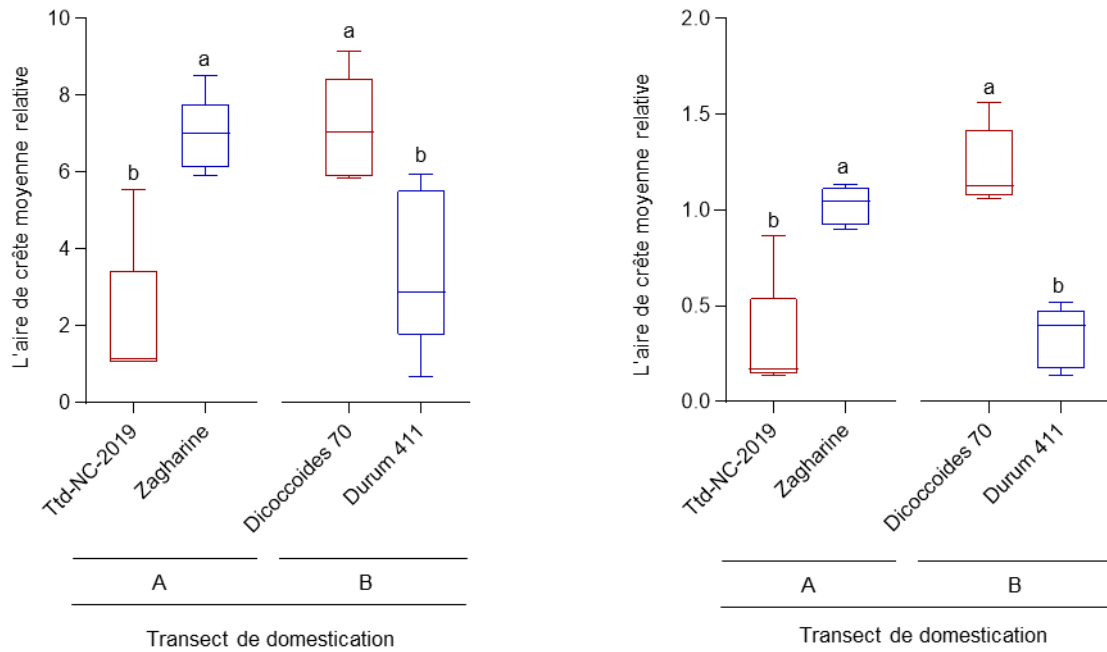 L'aire de crête moyenne relative
10
8
6
4
2
0
b
a
a
b
Ttd-NC-2019
Zagharine
Dicoccoides 70
Durum 411
A
B
Transect de domestication
L'aire de crête moyenne relative
2.0
1.5
1.0
0.5
0.0
b
a
a
b
Ttd-NC-2019
Zagharine
Dicoccoides 70
Durum 411
A
B
Transect de domestication